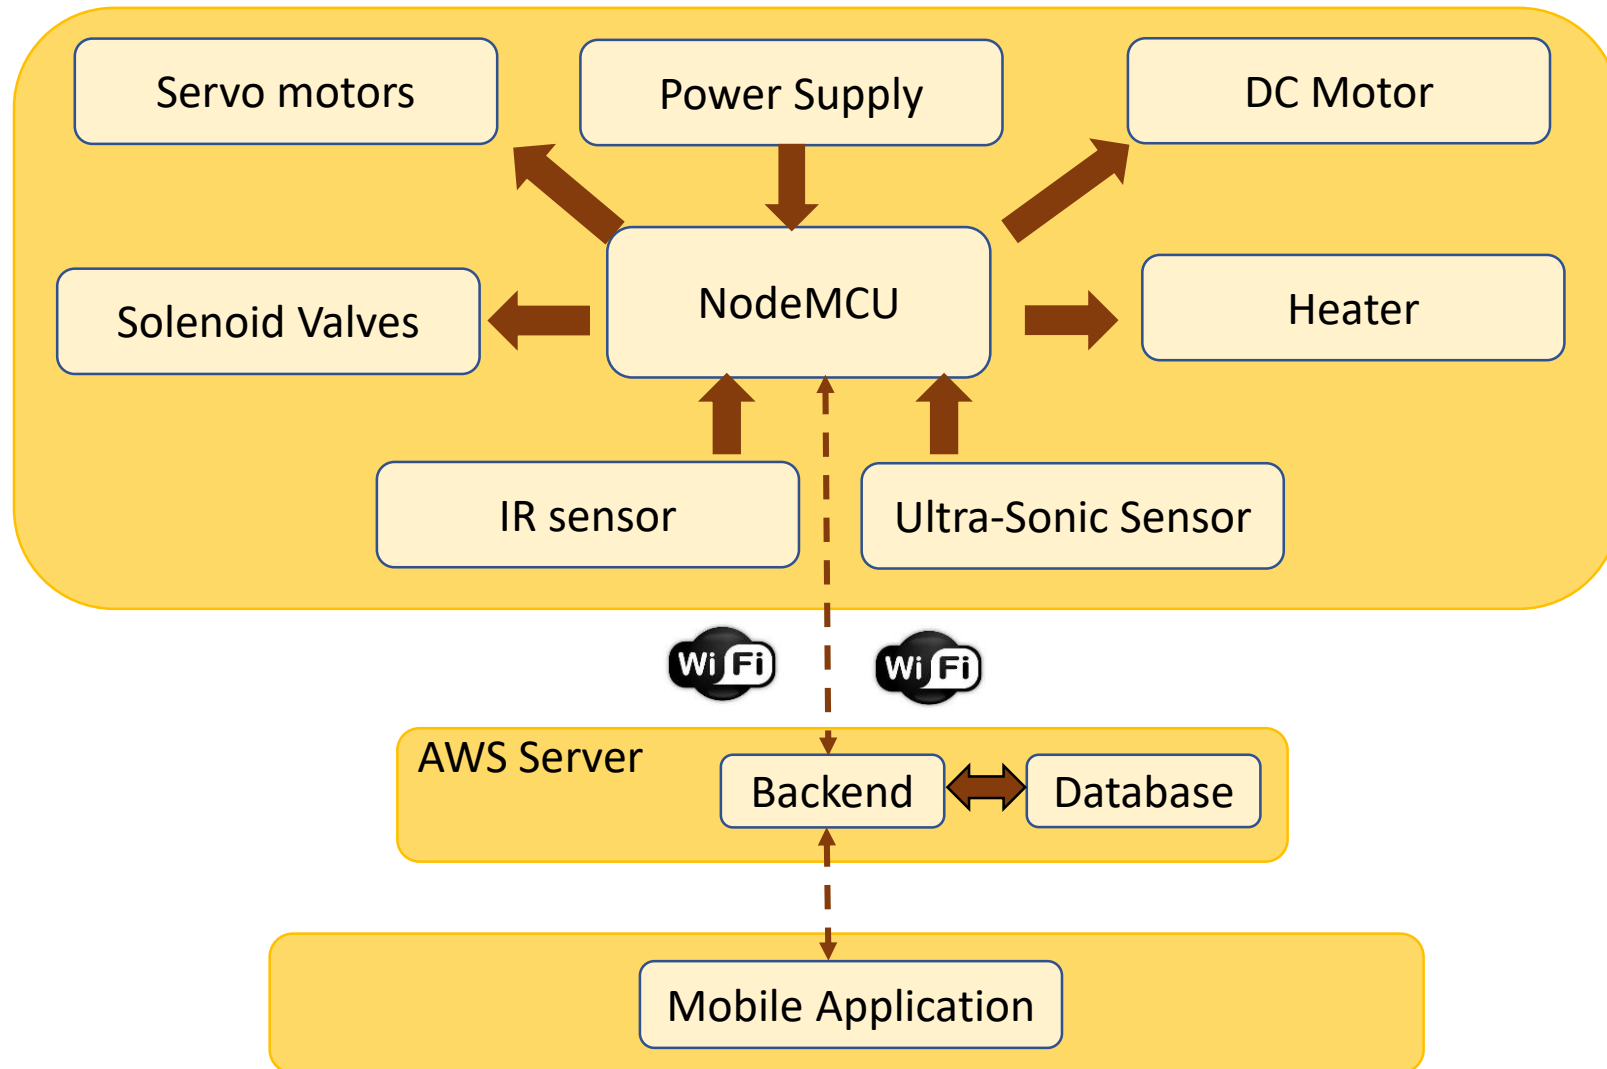 Servo motors
Power Supply
DC Motor
Solenoid Valves
NodeMCU
Heater
IR sensor
Ultra-Sonic Sensor
Wi Fi
Wi Fi
AWS Server
Backend
Database
Mobile Application